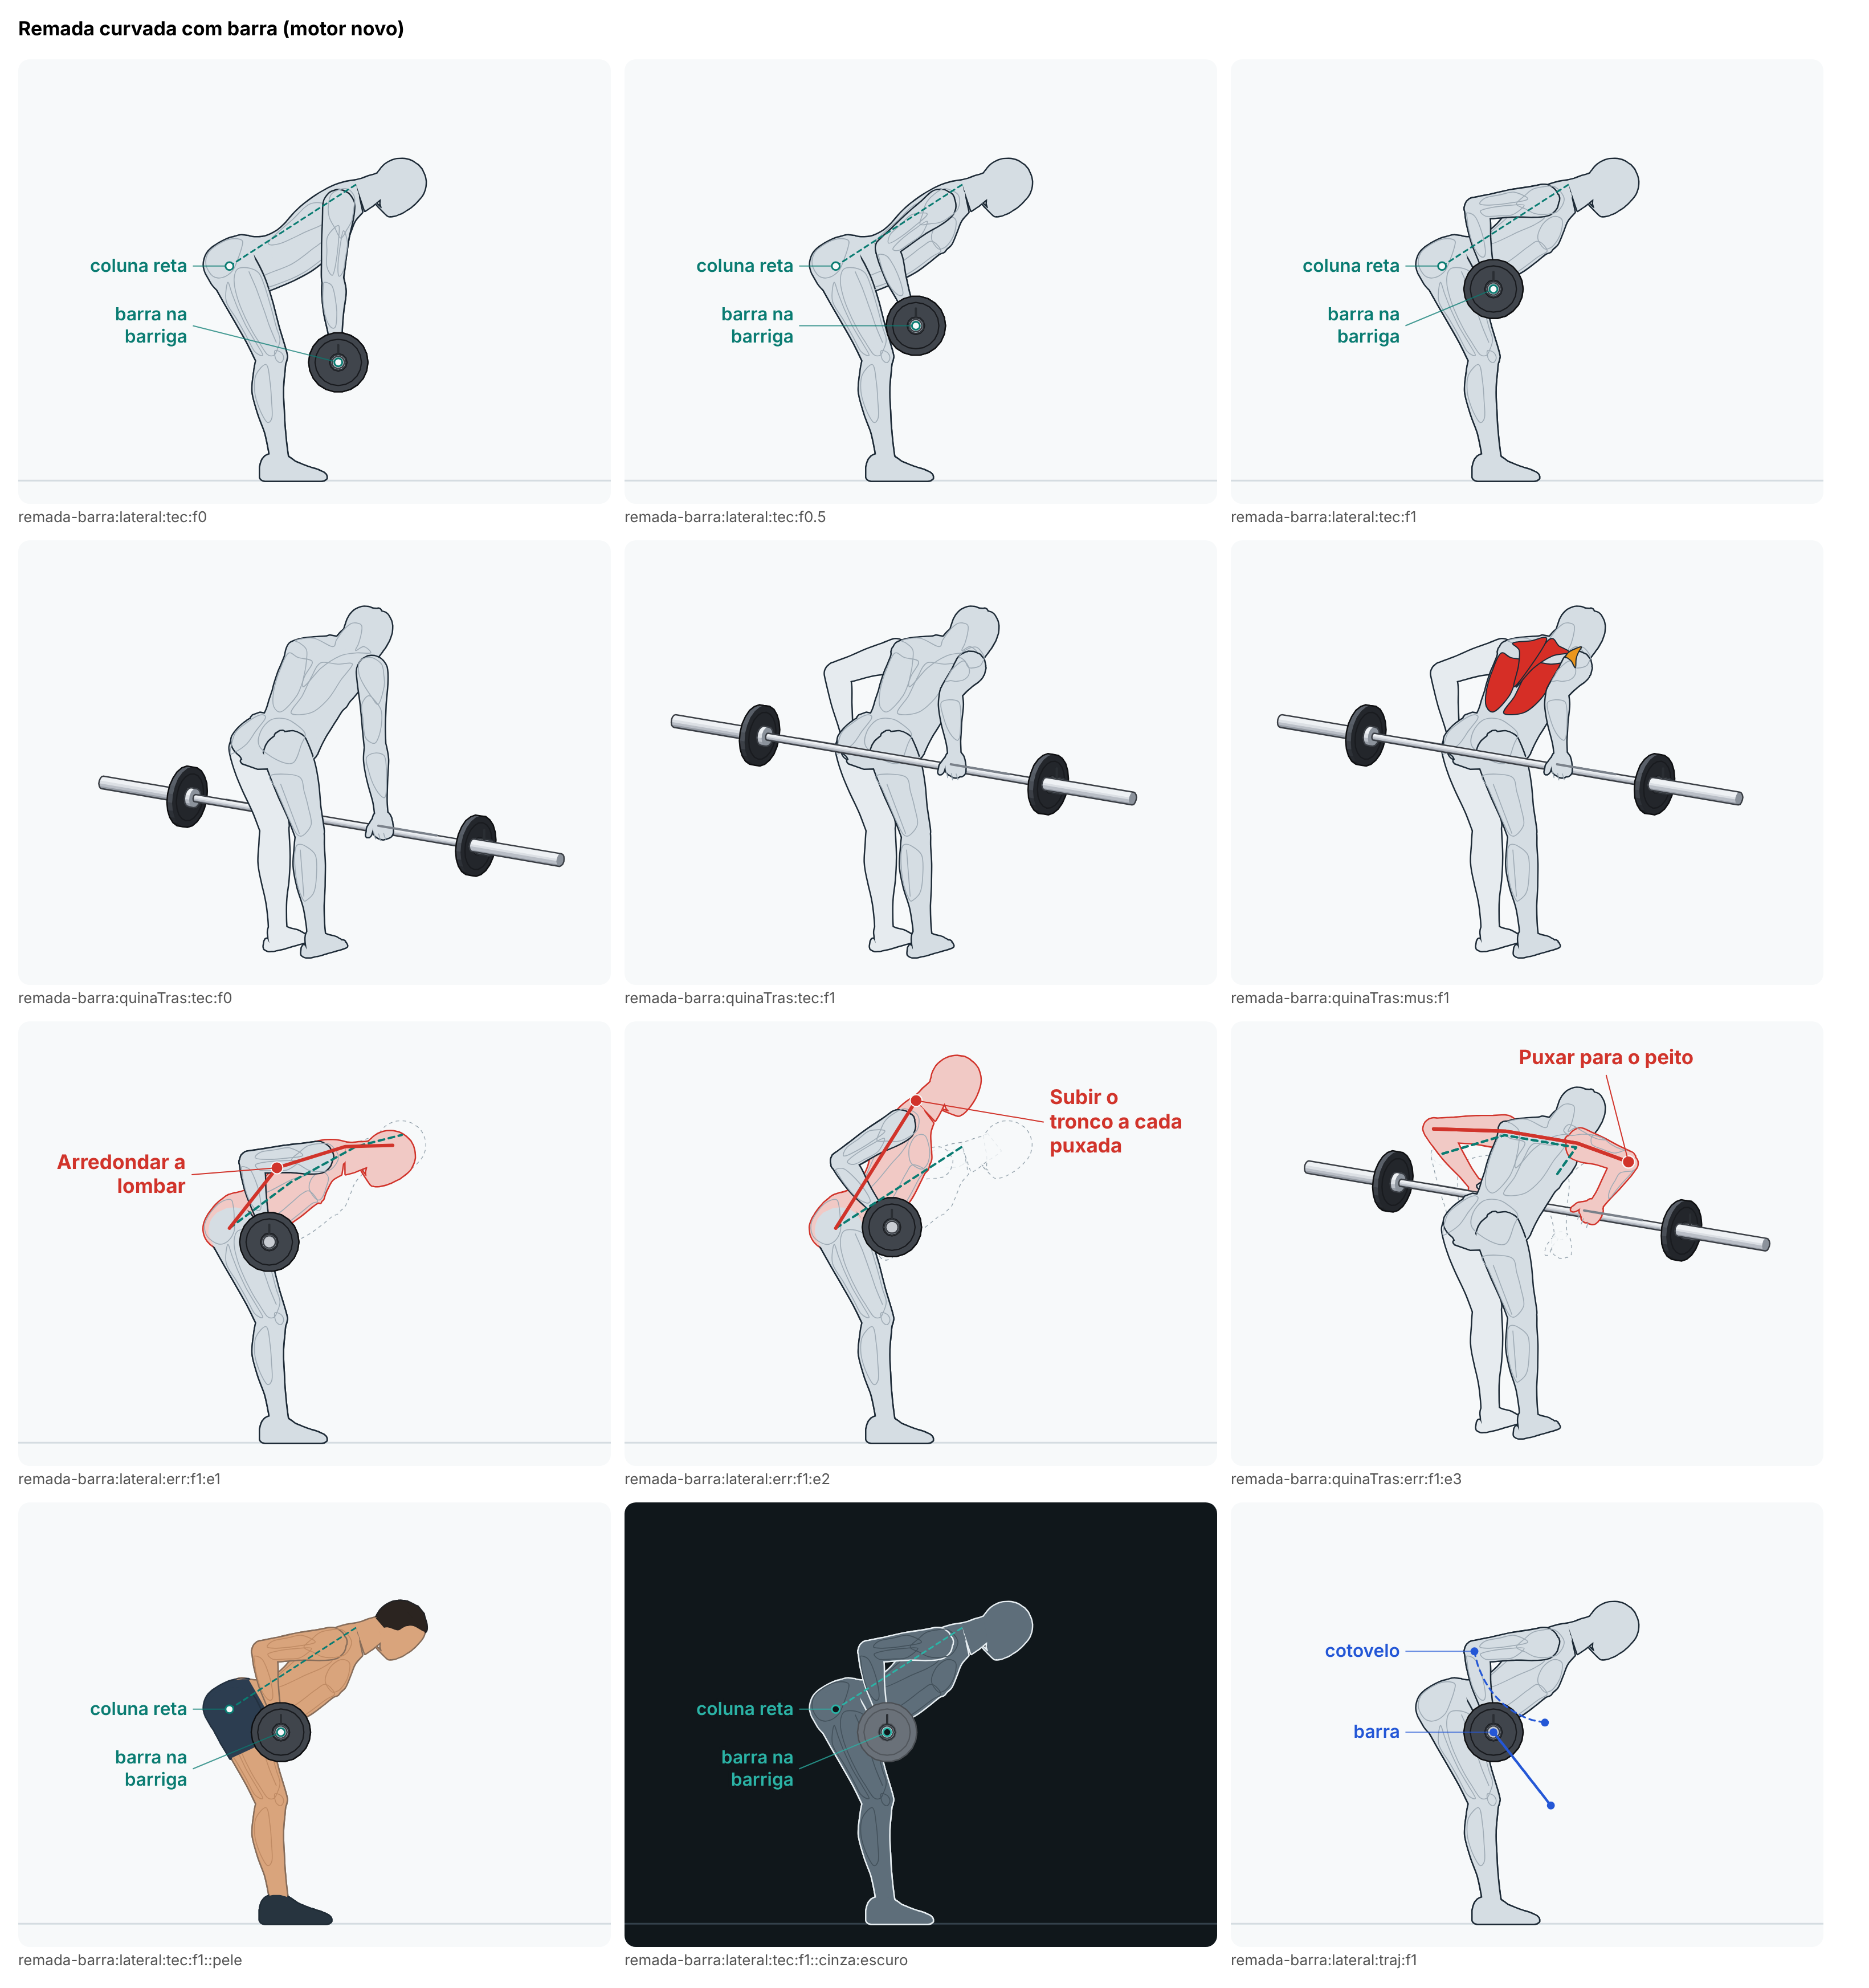 Remada curvada com barra (motor novo)
coluna reta
barra na
barriga
remada-barra:lateral:tec:f0
coluna reta
barra na
barriga
remada-barra:lateral:tec:f0.5
coluna reta
barra na
barriga
remada-barra:lateral:tec:f1
remada-barra:quinaTras:tec:f0
remada-barra:quinaTras:tec:f1
remada-barra:quinaTras:mus:f1
Arredondar a
lombar
remada-barra:lateral:err:f1:e1
Subir o
tronco a cada
puxada
remada-barra:lateral:err:f1:e2
Puxar para o peito
remada-barra:quinaTras:err:f1:e3
coluna reta
barra na
barriga
remada-barra:lateral:tec:f1::pele
coluna reta
barra na
barriga
remada-barra:lateral:tec:f1::cinza:escuro
cotovelo
barra
remada-barra:lateral:traj:f1